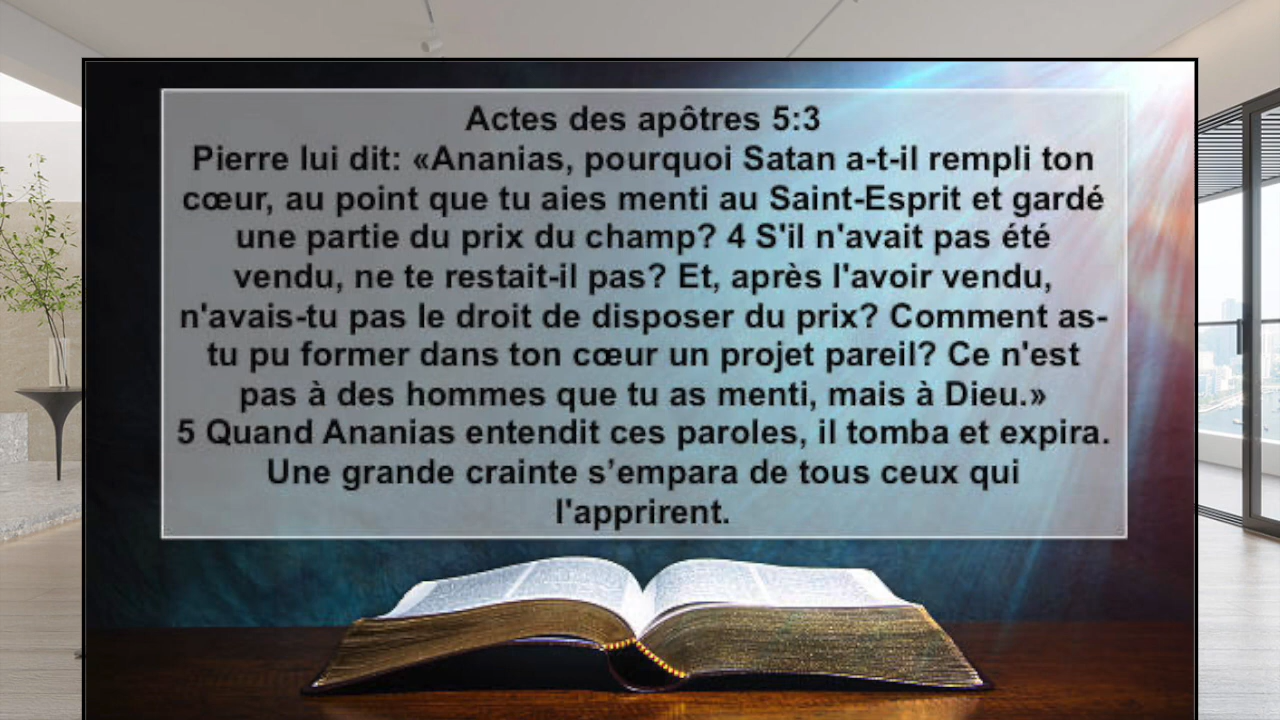 Actes des apôtres 5:3
Pierre lui dit: «Ananias, pourquoi Satan a-t-il rempli ton
cœur, au point que tu aies menti au Saint-Esprit et gardé
une partie du prix du champ? 4 S'il n'avait pas été
vendu, ne te restait-il pas? Et, après l'avoir vendu,
n'avais-tu pas le droit de disposer du prix? Comment as-
tu pu former dans ton cœur un projet pareil? Ce n'est
pas à des hommes que tu as menti, mais à Dieu.»
5 Quand Ananias entendit ces paroles, il tomba et expira.
Une grande crainte s’empara de tous ceux qui
l'apprirent.